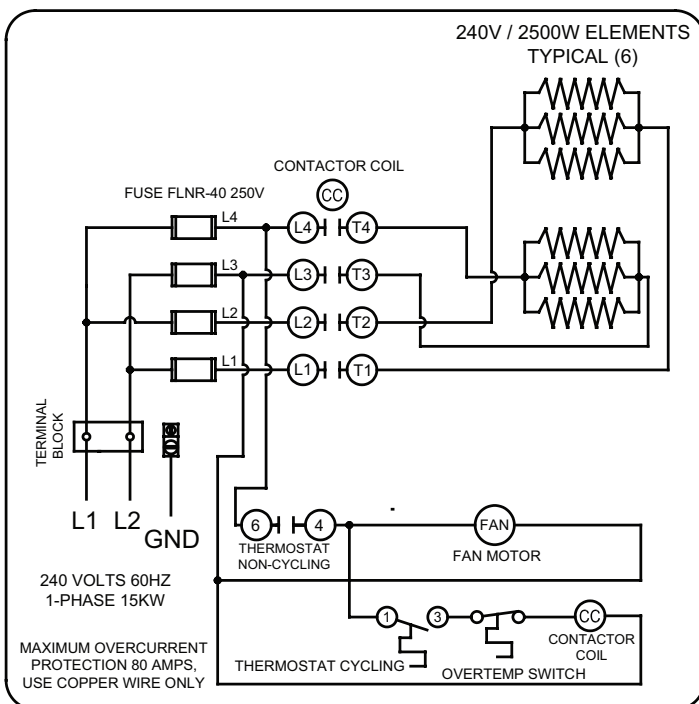 240V / 2500W ELEMENTS
TYPICAL (6)
CONTACTOR COIL
CC
FUSE FLNR-40 250V
L4
L4
T4
L3
L3
T3
L2
L2
T2
L1
L1
T1
TERMINAL
BLOCK
L1 L2
GND
6
4
FAN
THERMOSTAT
NON-CYCLING
FAN MOTOR
240 VOLTS 60HZ
1-PHASE 15KW
1
3
CC
CONTACTOR
COIL
MAXIMUM OVERCURRENT
PROTECTION 80 AMPS,
USE COPPER WIRE ONLY
THERMOSTAT CYCLING
OVERTEMP SWITCH